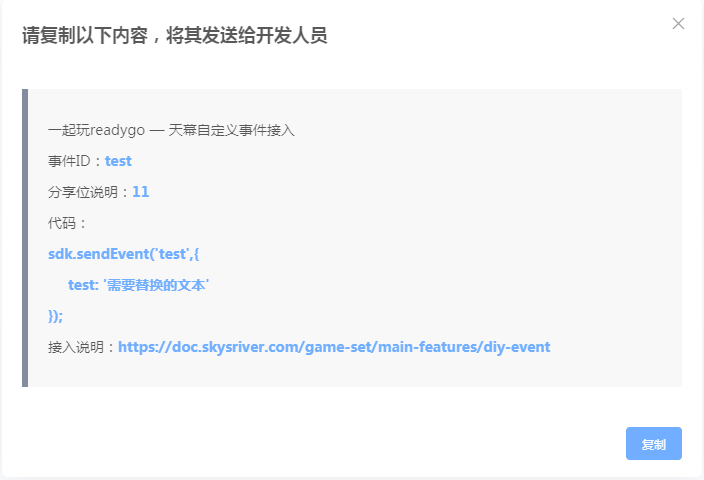 请复制以下内容，将其发送给开发人员
一起玩readygo — 天幕自定义事件接入
事件ID：test
分享位说明：11
代码：
sdk.sendEvent('test',{
test: '需要替换的文本'
});
接入说明：https://doc.skysriver.com/game-set/main-features/diy-event
复制